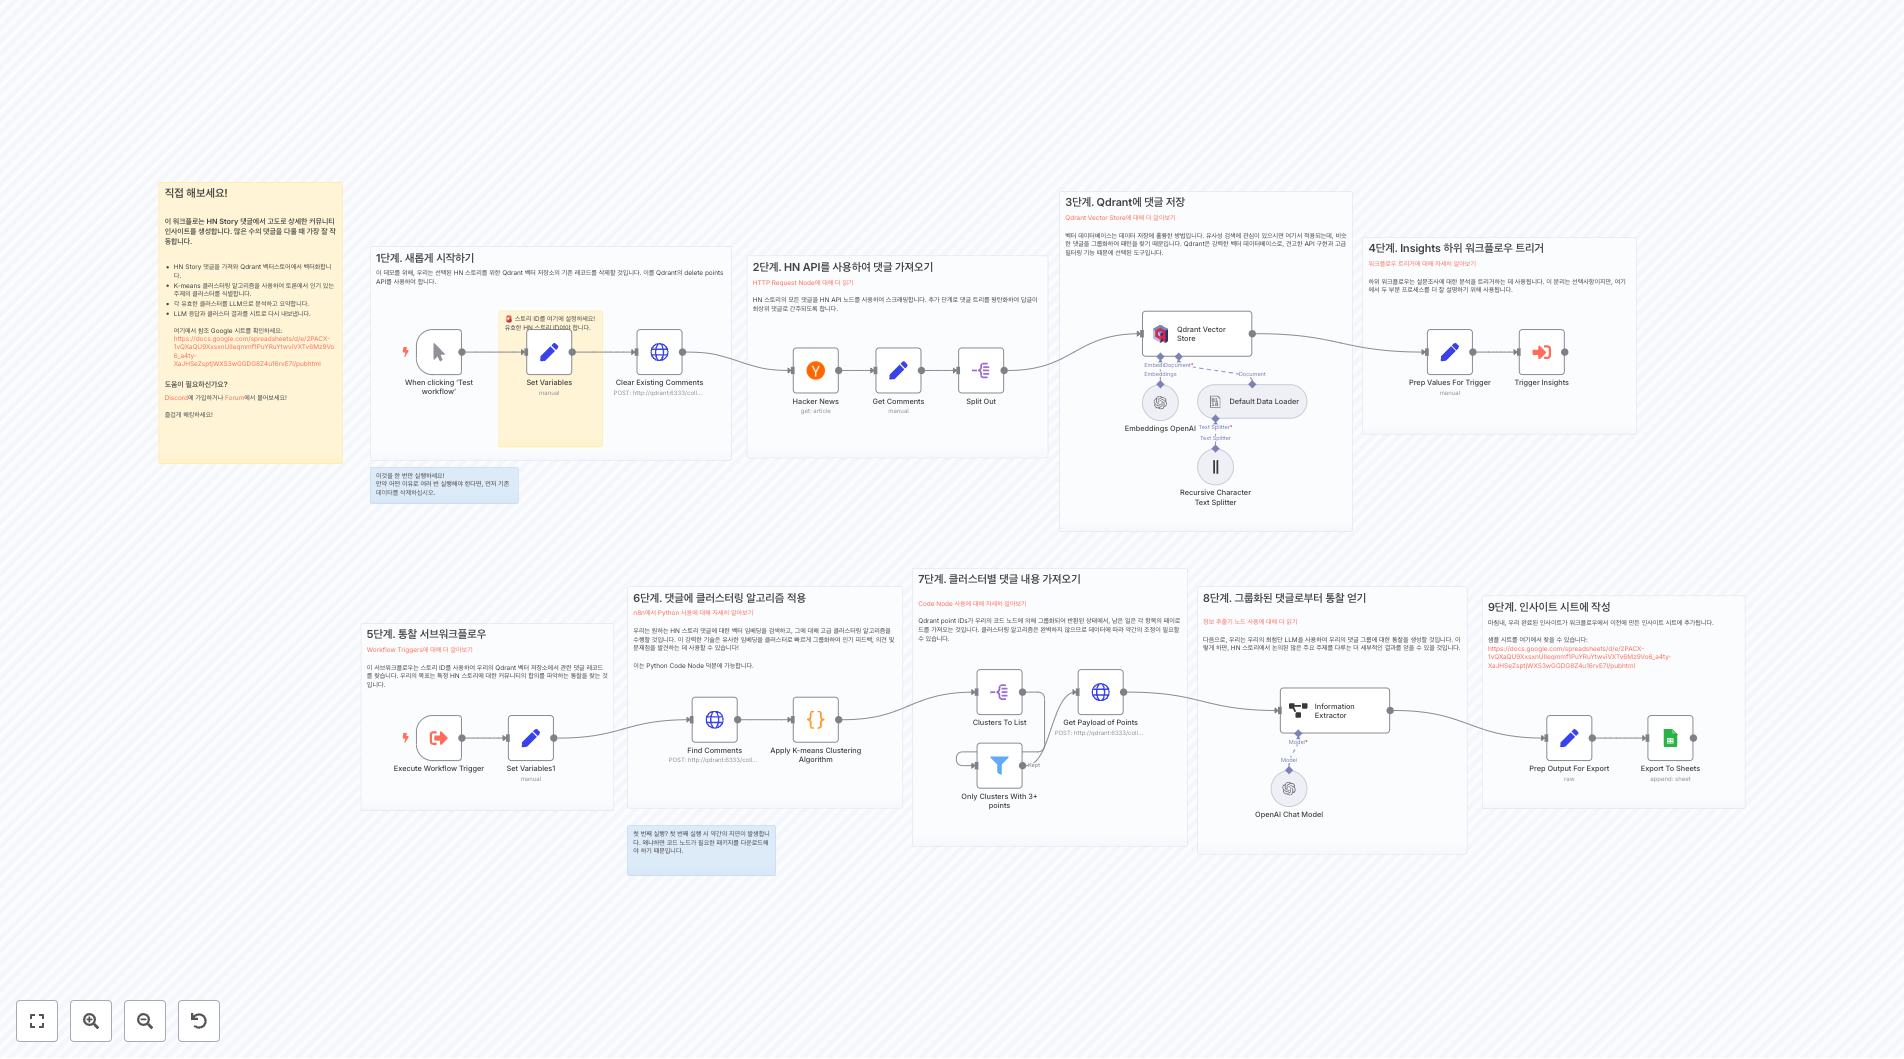 직접 해보세요!
이 워크플로는 HN Story 댓글에서 고도로 상세한 커뮤니티
인사이트를 생성합니다. 많은 수의 댓글을 다룰 때 가장 잘 작
동합니다.
HN Story 댓글을 가져와 Qdrant 벡터스토어에서 벡터화합니
다.
K-means 클러스터링 알고리즘을 사용하여 토론에서 인기 있는
주제의 클러스터를 식별합니다.
각 유효한 클러스터를 LLM으로 분석하고 요약합니다.
LLM 응답과 클러스터 결과를 시트로 다시 내보냅니다.
여기에서 참조 Google 시트를 확인하세요:
https://docs.google.com/spreadsheets/d/e/2PACX-
XaJHSeZsptjWXS3wGGDG8Z4u16rvE7l/pubhtml
도움이 필요하신가요?
Discord에 가입하거나 Forum에서 물어보세요!
즐겁게 해킹하세요!
1단계. 새롭게 시작하기
이 데모를 위해, 우리는 선택된 HN 스토리를 위한 Qdrant 벡터 저장소의 기존 레코드를 삭제할 것입니다. 이를 Qdrant의 delete points
API를 사용하여 합니다.
🚨 스토리 ID를 여기에 설정하세요!
유효한 HN 스토리 ID여야 합니다.
When clicking 'Test
workflow'
Set Variables
manual
Clear Existing Comments
POST: http://qdrant:6333/coll...
이것을 한 번만 실행하세요!
만약 어떤 이유로 여러 번 실행해야 한다면, 먼저 기존
데이터를 삭제하십시오.
2단계. HN API를 사용하여 댓글 가져오기
HTTP Request Node에 대해 더 읽기
HN 스토리의 모든 댓글을 HN API 노드를 사용하여 스크래핑합니다. 추가 단계로 댓글 트리를 평탄화하여 답글이
최상위 댓글로 간주되도록 합니다.
Hacker News
get: article
Get Comments
manual
Split Out
3단계. Qdrant에 댓글 저장
Qdrant Vector Store에 대해 더 알아보기
벡터 데이터베이스는 데이터 저장에 훌륭한 방법입니다. 유사성 검색에 관심이 있으시면 여기서 적용되는데, 비슷
한 댓글을 그룹화하여 패턴을 찾기 때문입니다. Qdrant은 강력한 벡터 데이터베이스로, 견고한 API 구현과 고급
필터링 기능 때문에 선택된 도구입니다.
Qdrant Vector
Store
Embed
Document*
Embeddings
Document
Embeddings OpenAI
Default Data Loader
Text Splitter*
Text Splitter
Recursive Character
Text Splitter
4단계. Insights 하위 워크플로우 트리거
워크플로우 트리거에 대해 자세히 알아보기
하위 워크플로우는 설문조사에 대한 분석을 트리거하는 데 사용됩니다. 이 분리는 선택사항이지만, 여기
에서 두 부분 프로세스를 더 잘 설명하기 위해 사용됩니다.
Prep Values For Trigger
manual
Trigger Insights
5단계. 통찰 서브워크플로우
Workflow Triggers에 대해 더 알아보기
이 서브워크플로우는 스토리 ID를 사용하여 우리의 Qdrant 벡터 저장소에서 관련 댓글 레코드
를 찾습니다. 우리의 목표는 특정 HN 스토리에 대한 커뮤니티의 합의를 파악하는 통찰을 찾는 것
입니다.
Execute Workflow Trigger
Set Variables1
manual
6단계. 댓글에 클러스터링 알고리즘 적용
n8n에서 Python 사용에 대해 자세히 알아보기
우리는 원하는 HN 스토리 댓글에 대한 벡터 임베딩을 검색하고, 그에 대해 고급 클러스터링 알고리즘을
수행할 것입니다. 이 강력한 기술은 유사한 임베딩을 클러스터로 빠르게 그룹화하여 인기 피드백, 의견 및
문제점을 발견하는 데 사용할 수 있습니다!
이는 Python Code Node 덕분에 가능합니다.
Find Comments
POST: http://qdrant:6333/coll...
Apply K-means Clustering
Algorithm
첫 번째 실행? 첫 번째 실행 시 약간의 지연이 발생합니
다. 왜냐하면 코드 노드가 필요한 패키지를 다운로드해
야 하기 때문입니다.
7단계. 클러스터별 댓글 내용 가져오기
Code Node 사용에 대해 자세히 알아보기
Qdrant point IDs가 우리의 코드 노드에 의해 그룹화되어 반환된 상태에서, 남은 일은 각 항목의 페이로
드를 가져오는 것입니다. 클러스터링 알고리즘은 완벽하지 않으므로 데이터에 따라 약간의 조정이 필요할
수 있습니다.
Clusters To List
Get Payload of Points
POST: http://qdrant:6333/coll...
Kept
Only Clusters With 3+
points
8단계. 그룹화된 댓글로부터 통찰 얻기
정보 추출기 노드 사용에 대해 더 읽기
다음으로, 우리는 우리의 최첨단 LLM을 사용하여 우리의 댓글 그룹에 대한 통찰을 생성할 것입니다. 이
렇게 하면, HN 스토리에서 논의된 많은 주요 주제를 다루는 더 세부적인 결과를 얻을 수 있을 것입니다.
Information
Extractor
Model*
Model
OpenAI Chat Model
9단계. 인사이트 시트에 작성
마침내, 우리 완료된 인사이트가 워크플로우에서 이전에 만든 인사이트 시트에 추가됩니다.
샘플 시트를 여기에서 찾을 수 있습니다:
https://docs.google.com/spreadsheets/d/e/2PACX-
XaJHSeZsptjWXS3wGGDG8Z4u16rvE7l/pubhtml
Prep Output For Export
raw
Export To Sheets
append: sheet